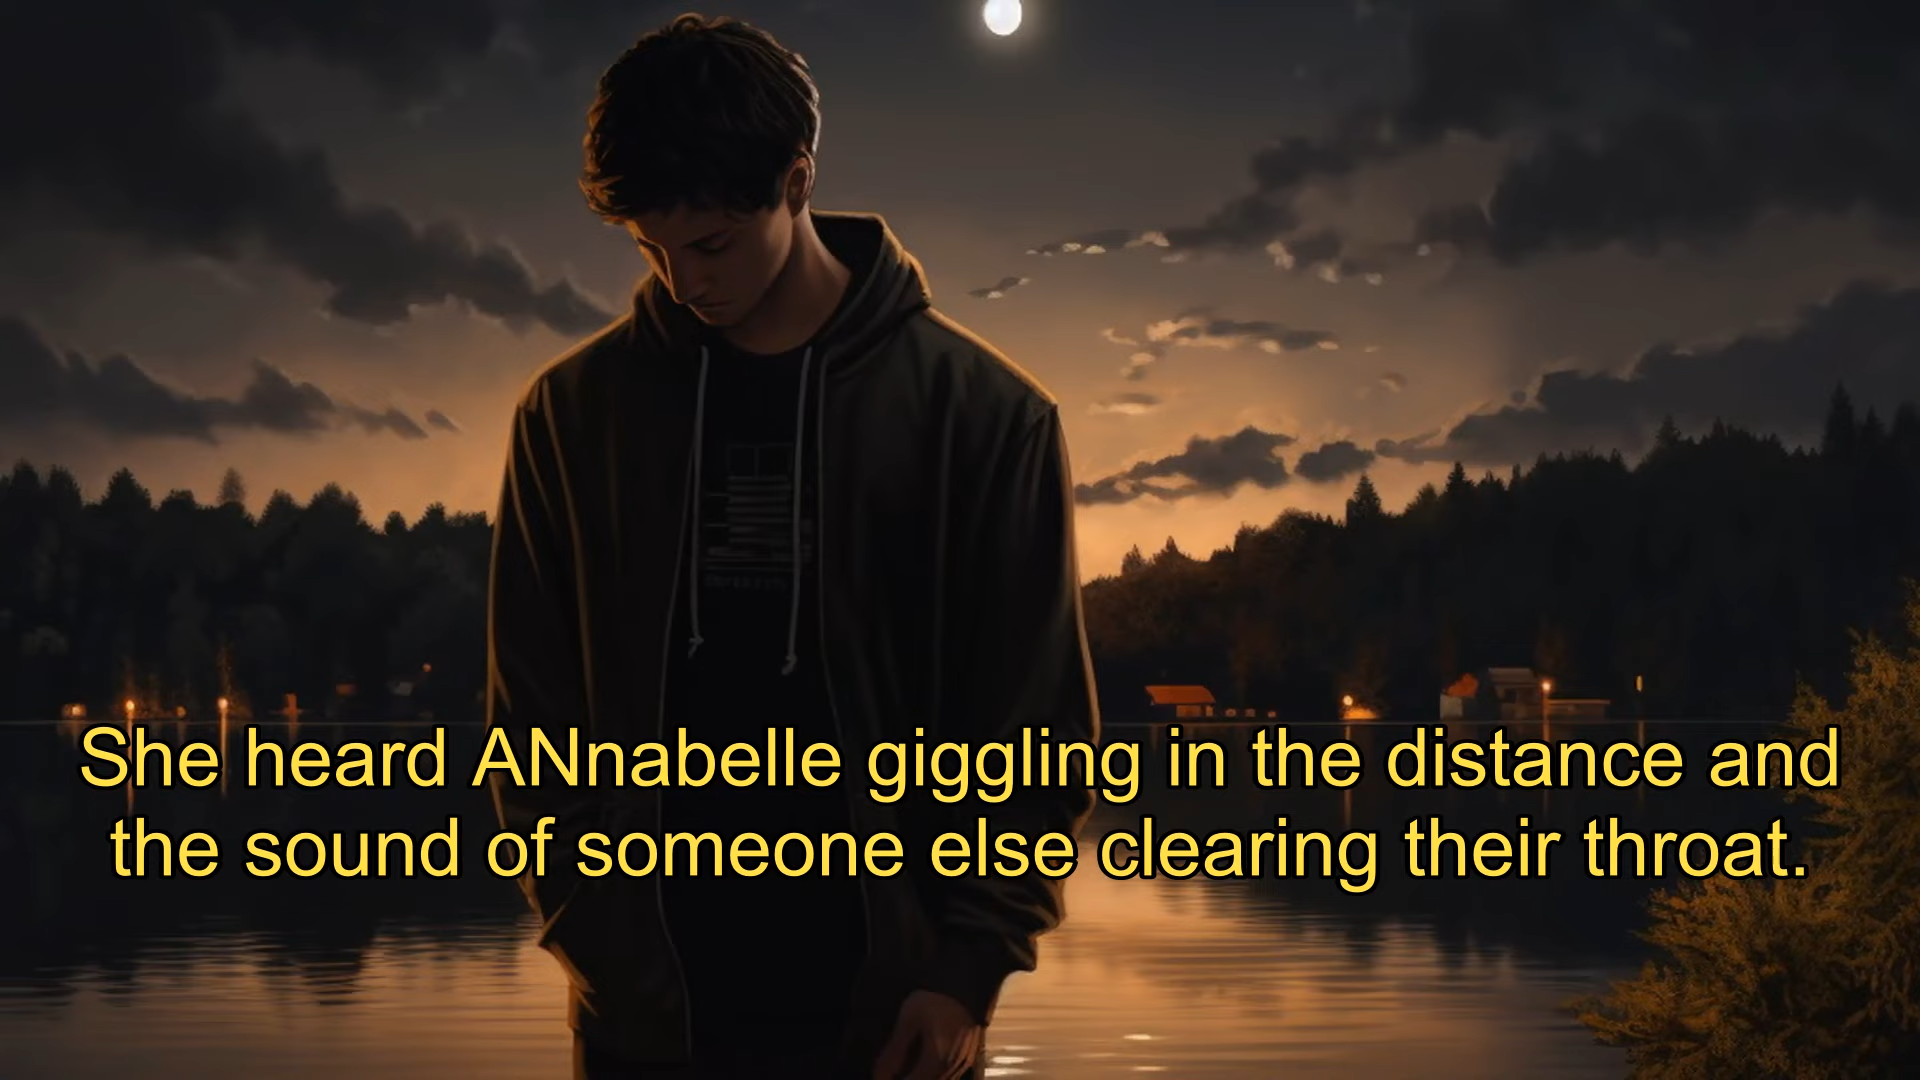 She heard ANnabelle giggling in the distance and
the sound of someone else clearing their throat.